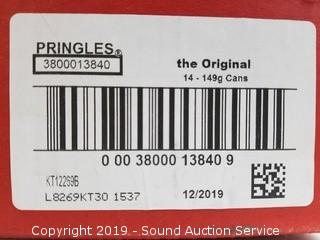 PRINGLES®
3800013840
the Original
14 - 149g Cans
0 00 38000 13840 9
KT12269B
L8269KT30 1537
12/2019
Copyright 2019 - Sound Auction Service